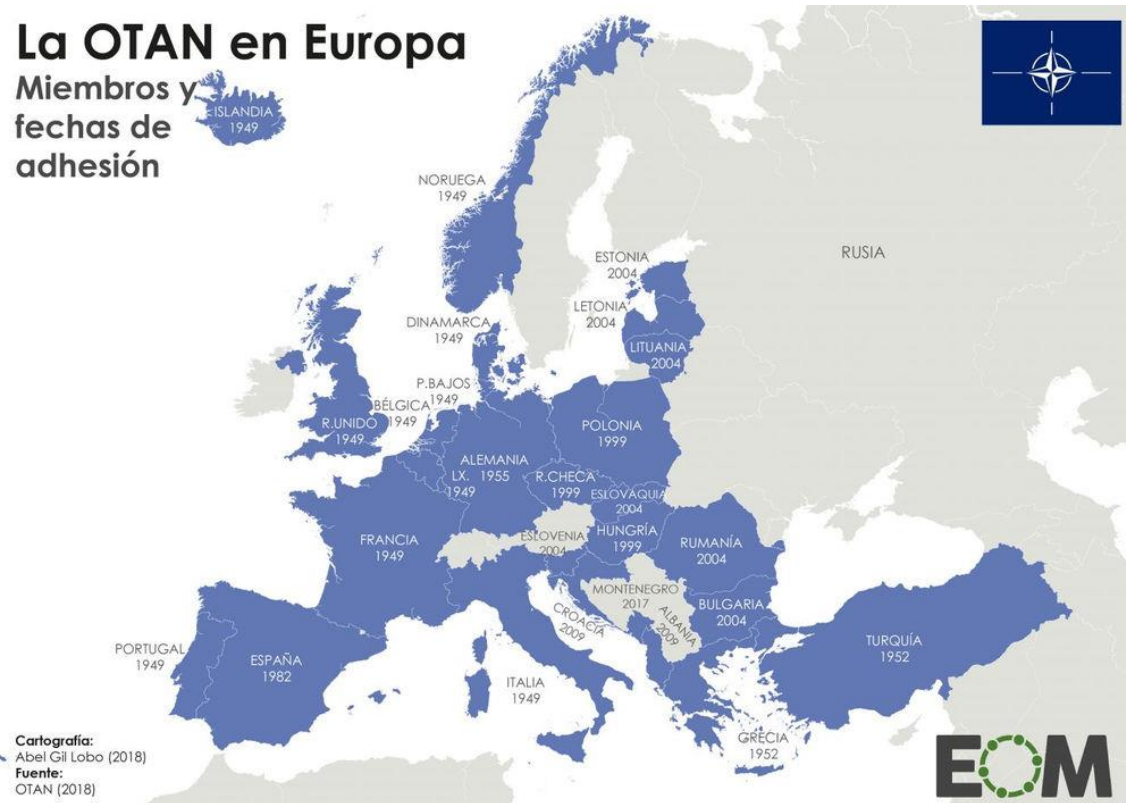 La OTAN en Europa
Miembros y
fechas de
adhesión
ISLANDIA
1949
NORUEGA
1949
RUSIA
ESTONIA
2004
LETONIA
2004
DINAMARCA
1949
LITUANIA
2004
P.BAJOS
1949
BÉLGICA
1949
R.UNIDO
1949
POLONIA
1999
ALEMANIA
1955
LX.
1949
R.CHECA
1999
ESLOVAQUIA
2004
FRANCIA
1949
ESLOVENIA
2004
HUNGRÍA
1999
RUMANÍA
2004
MONTENEGRO
2017
CROACIA
2009
ALBANIA
2009
BULGARIA
2004
TURQUÍA
1952
PORTUGAL
1949
ESPAÑA
1982
ITALIA
1949
GRECIA
1952
Cartografía:
Abel Gil Lobo (2018)
Fuente:
OTAN (2018)
EOM